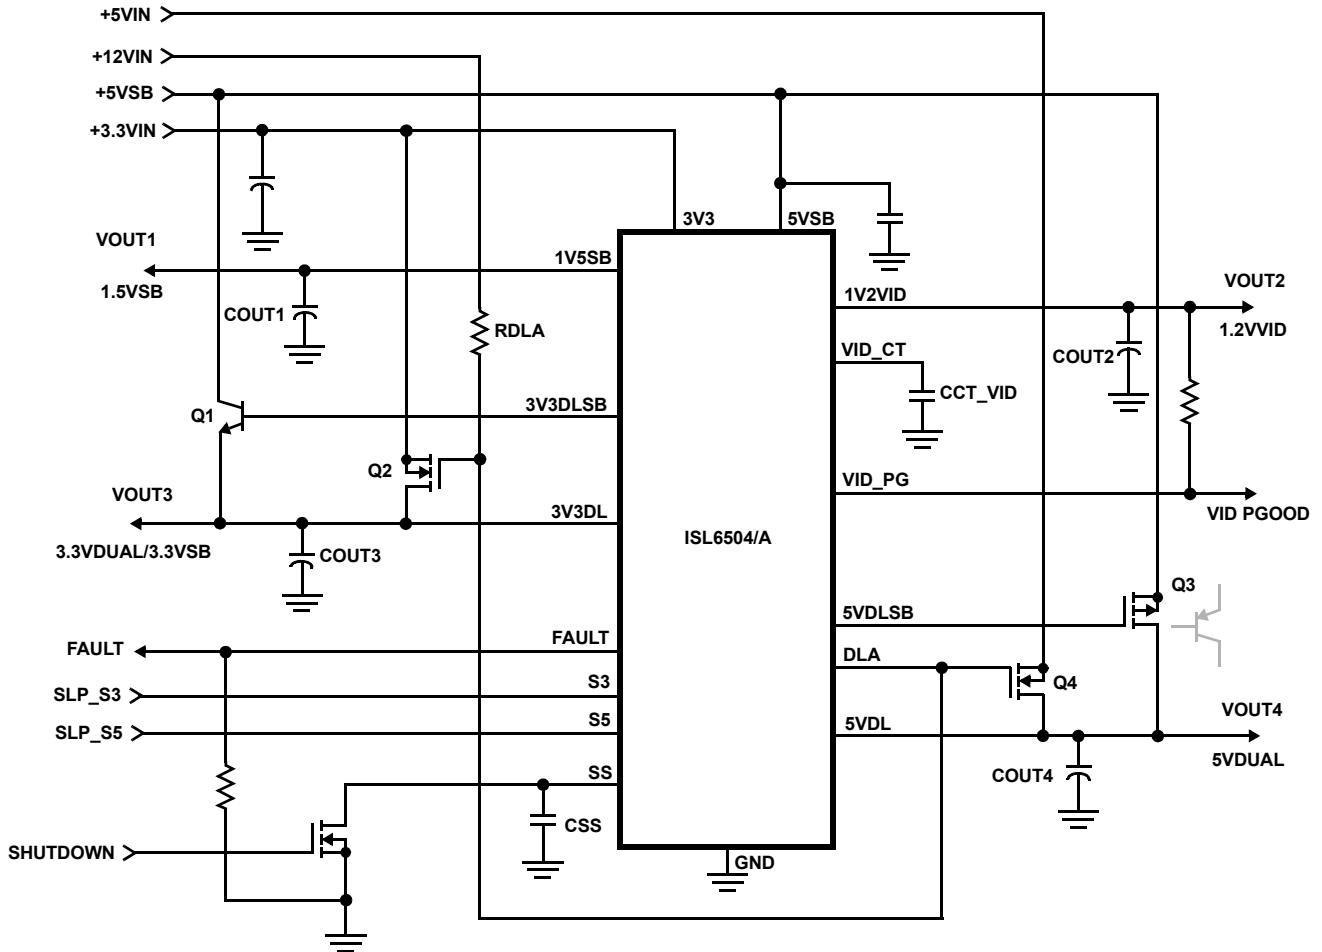 +5VIN
+12VIN
+5VSB
+3.3VIN
3V3
5VSB
VOUT1
1V5SB
1.5VSB
COUT1
RDLA
1V2VID
VOUT2
1.2VVID
COUT2
VID_CT
CCT_VID
Q1
3V3DLSB
Q2
VID_PG
VID PGOOD
VOUT3
3V3DL
3.3VDUAL/3.3VSB
COUT3
ISL6504/A
Q3
5VDLSB
FAULT
FAULT
DLA
Q4
SLP_S3
S3
SLP_S5
S5
5VDL
VOUT4
5VDUAL
COUT4
SS
CSS
SHUTDOWN
GND